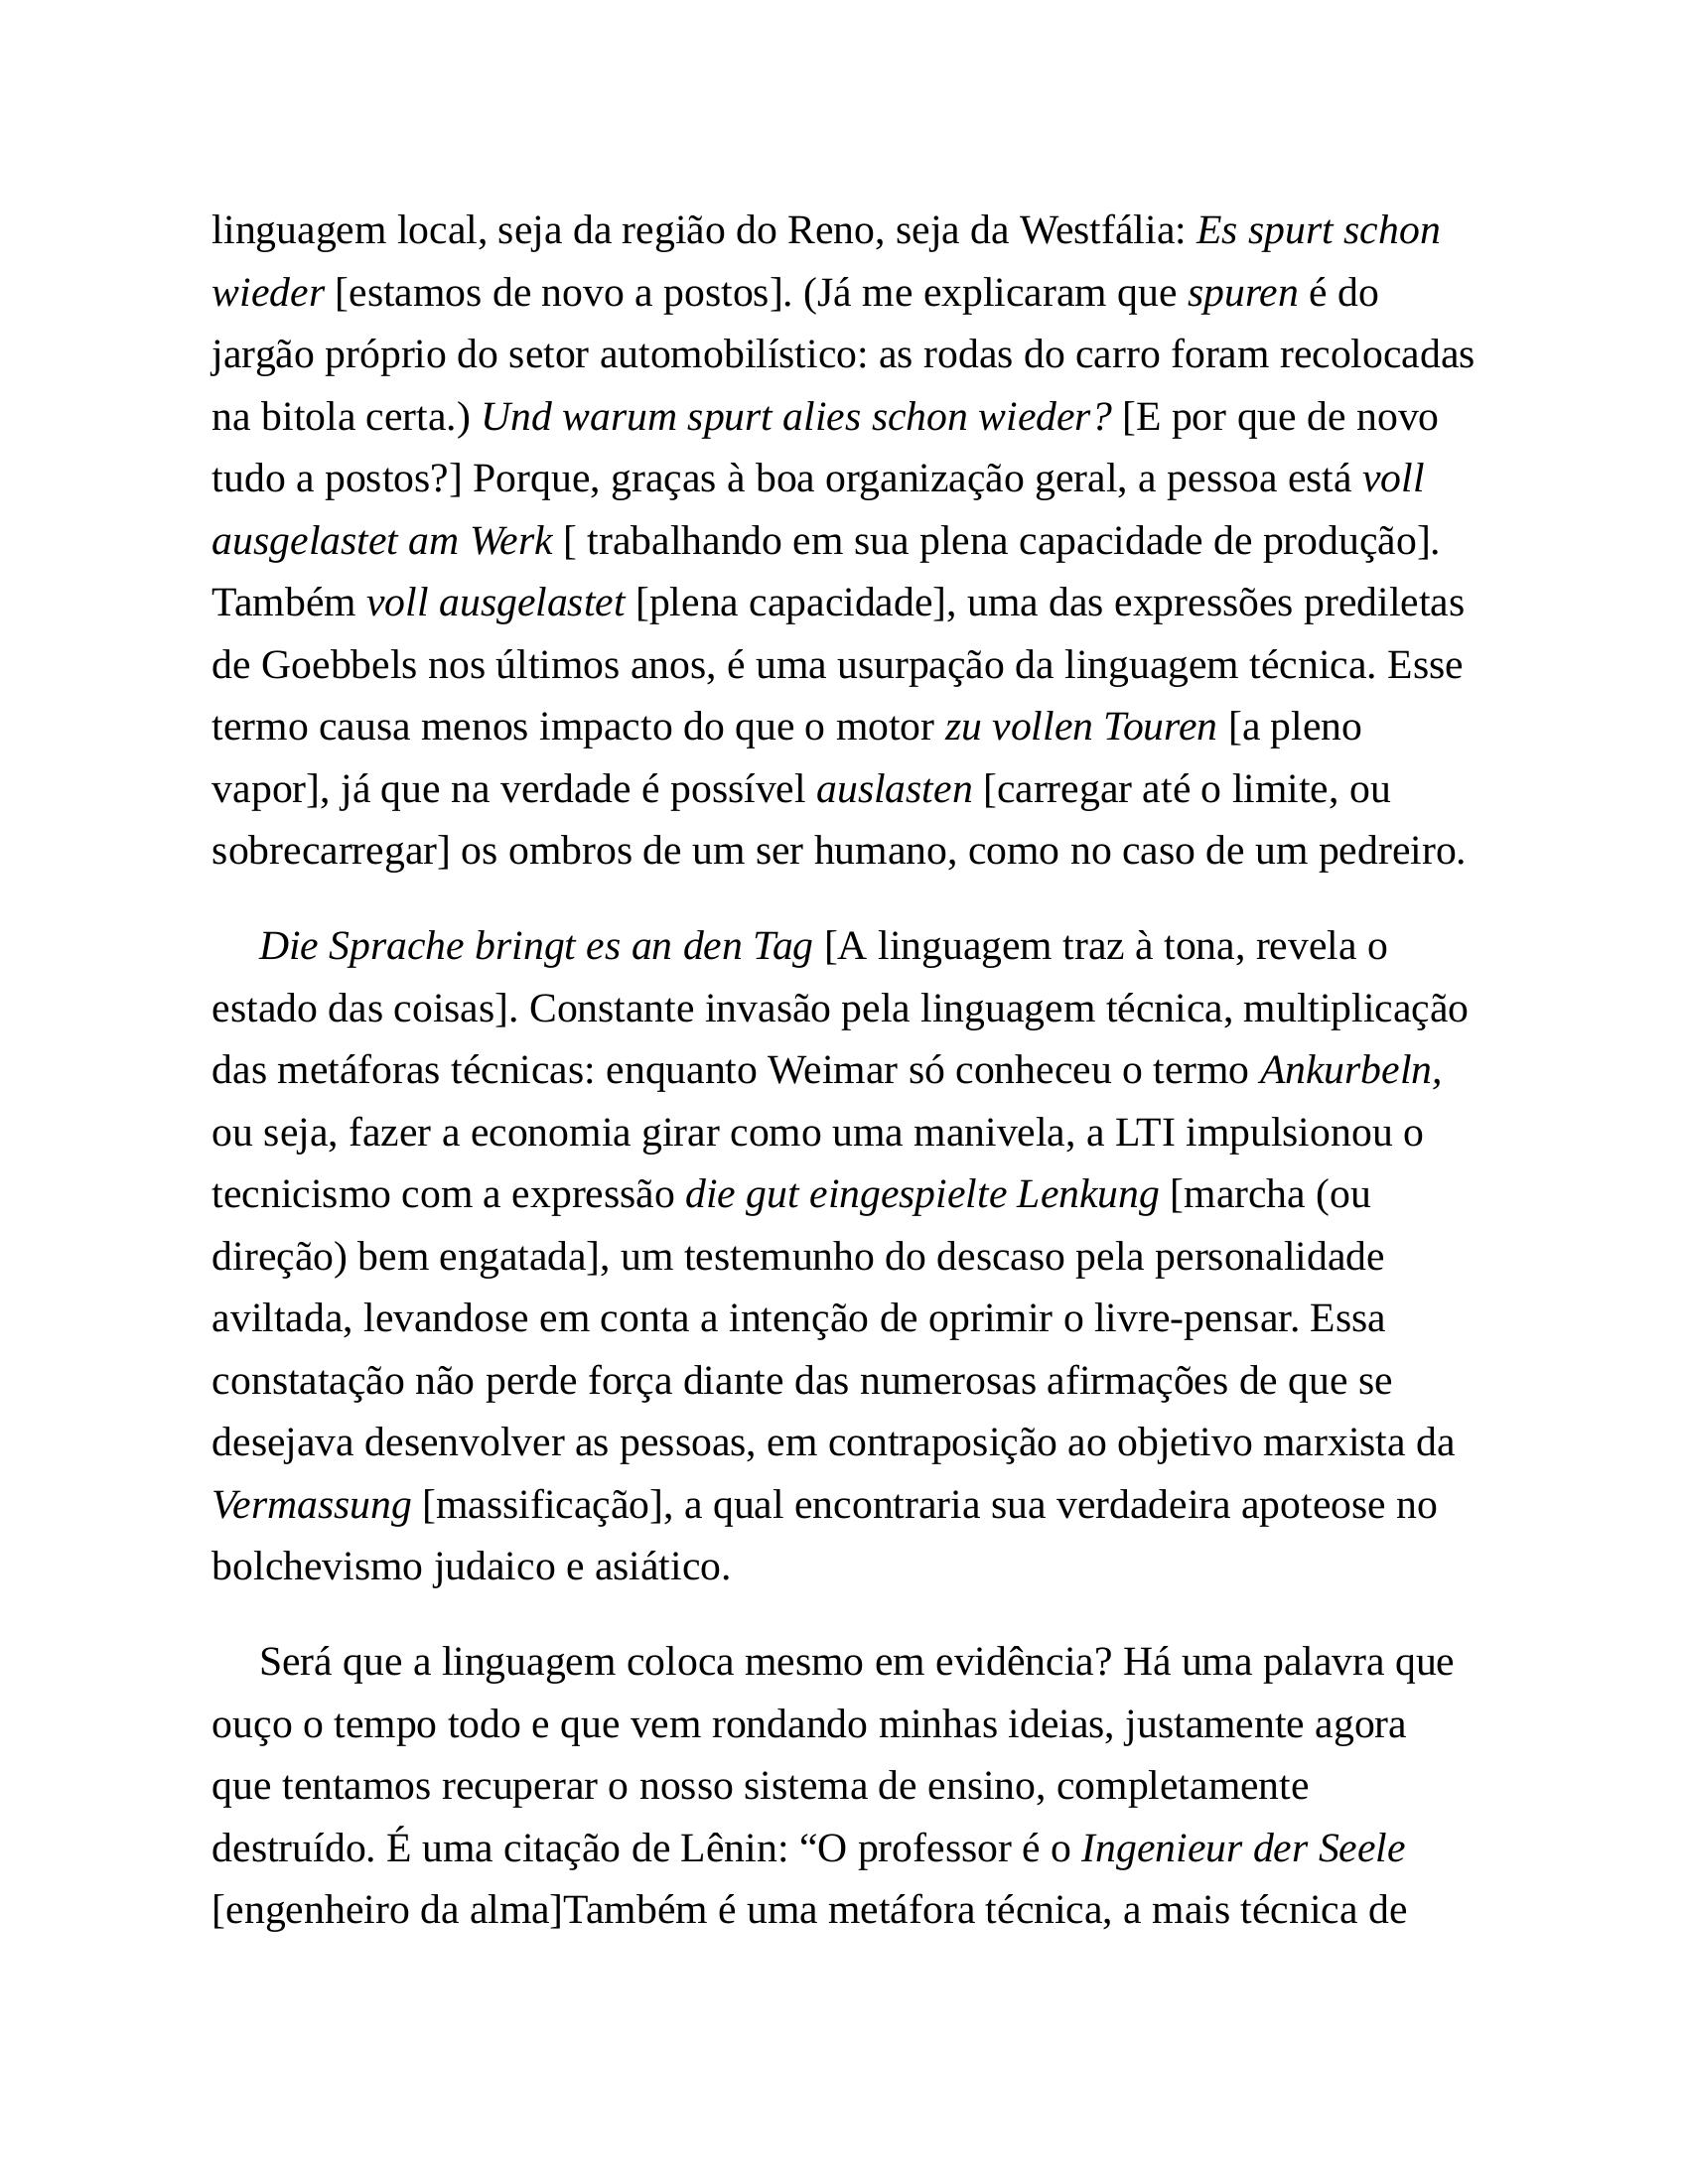 linguagem local, seja da região do Reno, seja da Westfália: Es spurt schon
wieder [estamos de novo a postos]. (Já me explicaram que spuren é do
jargão próprio do setor automobilístico: as rodas do carro foram recolocadas
na bitola certa.) Und warum spurt alies schon wieder? [E por que de novo
tudo a postos?] Porque, graças à boa organização geral, a pessoa está voll
ausgelastet am Werk [ trabalhando em sua plena capacidade de produção].
Também voll ausgelastet [plena capacidade], uma das expressões prediletas
de Goebbels nos últimos anos, é uma usurpação da linguagem técnica. Esse
termo causa menos impacto do que o motor zu vollen Touren [a pleno
vapor], já que na verdade é possível auslasten [carregar até o limite, ou
sobrecarregar] os ombros de um ser humano, como no caso de um pedreiro.
Die Sprache bringt es an den Tag [A linguagem traz à tona, revela o
estado das coisas]. Constante invasão pela linguagem técnica, multiplicação
das metáforas técnicas: enquanto Weimar só conheceu o termo Ankurbeln,
ou seja, fazer a economia girar como uma manivela, a LTI impulsionou o
tecnicismo com a expressão die gut eingespielte Lenkung [marcha (ou
direção) bem engatada], um testemunho do descaso pela personalidade
aviltada, levandose em conta a intenção de oprimir o livre-pensar. Essa
constatação não perde força diante das numerosas afirmações de que se
desejava desenvolver as pessoas, em contraposição ao objetivo marxista da
Vermassung [massificação], a qual encontraria sua verdadeira apoteose no
bolchevismo judaico e asiático.
Será que a linguagem coloca mesmo em evidência? Há uma palavra que
ouço o tempo todo e que vem rondando minhas ideias, justamente agora
que tentamos recuperar o nosso sistema de ensino, completamente
destruído. É uma citação de Lênin: “O professor é o Ingenieur der Seele
[engenheiro da alma]Também é uma metáfora técnica, a mais técnica de